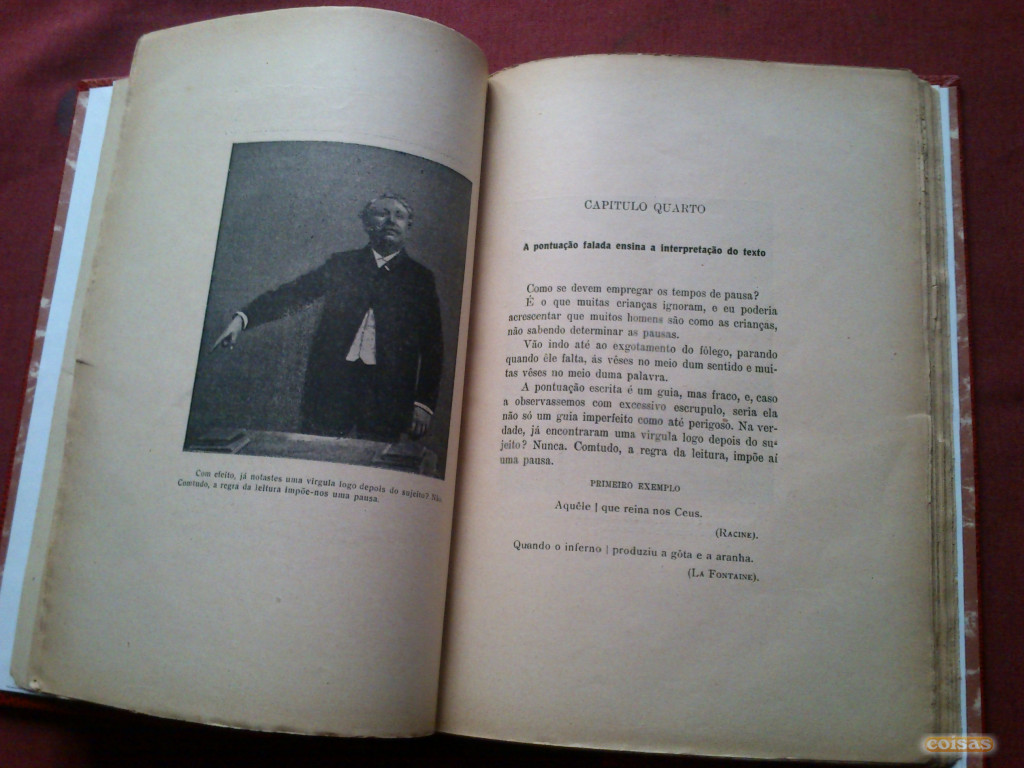 Com efeito, já notastes uma vírgula logo depois do sujeito? Não.
Comtudo, a regra da leitura impõe-nos uma pausa.
CAPITULO QUARTO
A pontuação falada ensina a interpretação do texto
Como se devem empregar os tempos de pausa?
É o que muitas crianças ignoram, e eu poderia
acrescentar que muitos homens são como as crianças,
não sabendo determinar as pausas.
Vão indo até ao exgotamento do fólego, parando
quando êle falta, ás vêses no meio dum sentido e mui-
tas vêses no meio duma palavra.
A pontuação escrita é um guia, mas fraco, e, caso
a observassemos com excessivo escrupulo, seria ela
não só um guia imperfeito como até perigoso. Na ver-
dade, já encontraram uma virgula logo depois do su-
jeito? Nunca. Comtudo, a regra da leitura, impõe aí
uma pausa.
PRIMEIRO EXEMPLO
Aquêle | que reina nos Ceus.
(RACINE).
Quando o inferno | produziu a gôta e a aranha.
(LA FONTAINE).
coisas